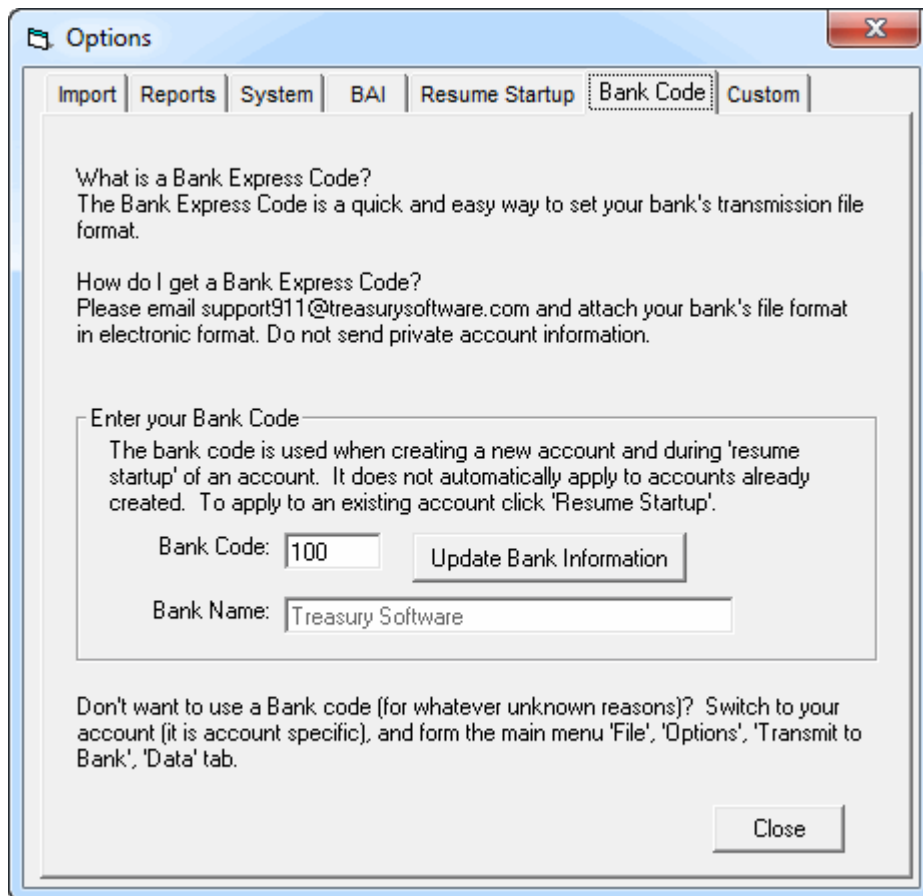 Options
Import Reports System BAI Resume Startup Bank Code Custom
What is a Bank Express Code?
The Bank Express Code is a quick and easy way to set your bank's transmission file
format.
How do I get a Bank Express Code?
Please email support911@treasurysoftware.com and attach your bank's file format
in electronic format. Do not send private account information.
Enter your Bank Code
The bank code is used when creating a new account and during 'resume
startup' of an account. It does not automatically apply to accounts already
created. To apply to an existing account click 'Resume Startup'.
Bank Code: 100 Update Bank Information
Bank Name: Treasury Software
Don't want to use a Bank code (for whatever unknown reasons)? Switch to your
account (it is account specific), and form the main menu 'File', 'Options', 'Transmit to
Bank', 'Data' tab.
Close